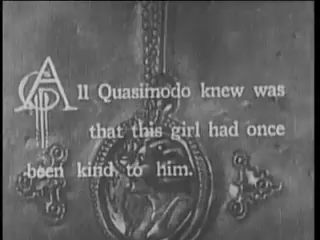 All Quasimodo knew was
that this girl had once
been kind to him.